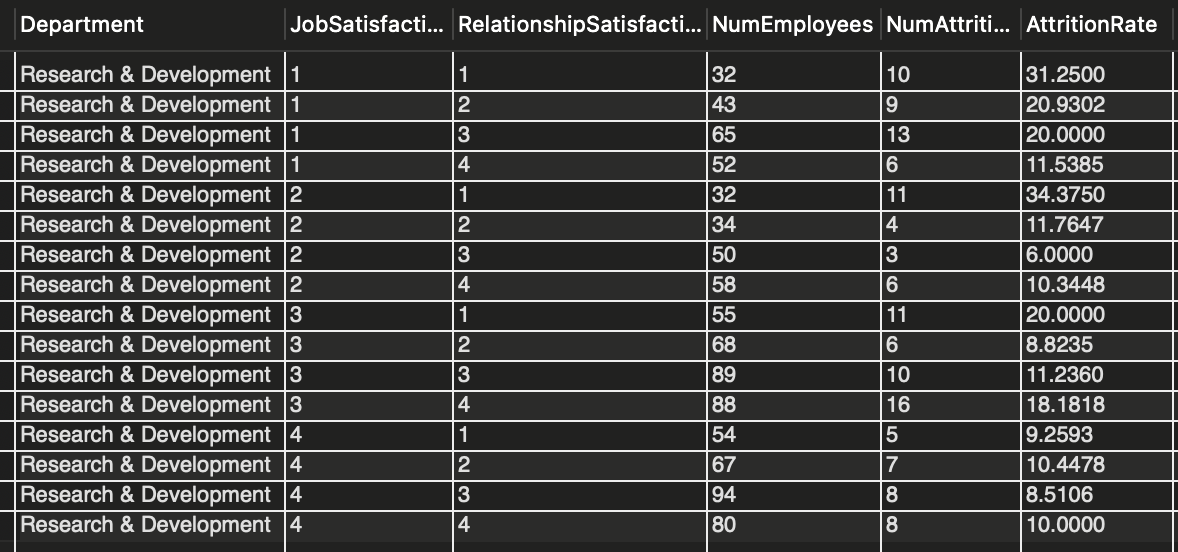 Department JobSatisfacti... RelationshipSatisfacti... NumEmployees NumAttriti... AttritionRate
Research & Development 1 1 32 10 31.2500
Research & Development 1 2 43 9 20.9302
Research & Development 1 3 65 13 20.0000
Research & Development 1 4 52 6 11.5385
Research & Development 2 1 32 11 34.3750
Research & Development 2 2 34 4 11.7647
Research & Development 2 3 50 3 6.0000
Research & Development 2 4 58 6 10.3448
Research & Development 3 1 55 11 20.0000
Research & Development 3 2 68 6 8.8235
Research & Development 3 3 89 10 11.2360
Research & Development 3 4 88 16 18.1818
Research & Development 4 1 54 5 9.2593
Research & Development 4 2 67 7 10.4478
Research & Development 4 3 94 8 8.5106
Research & Development 4 4 80 8 10.0000